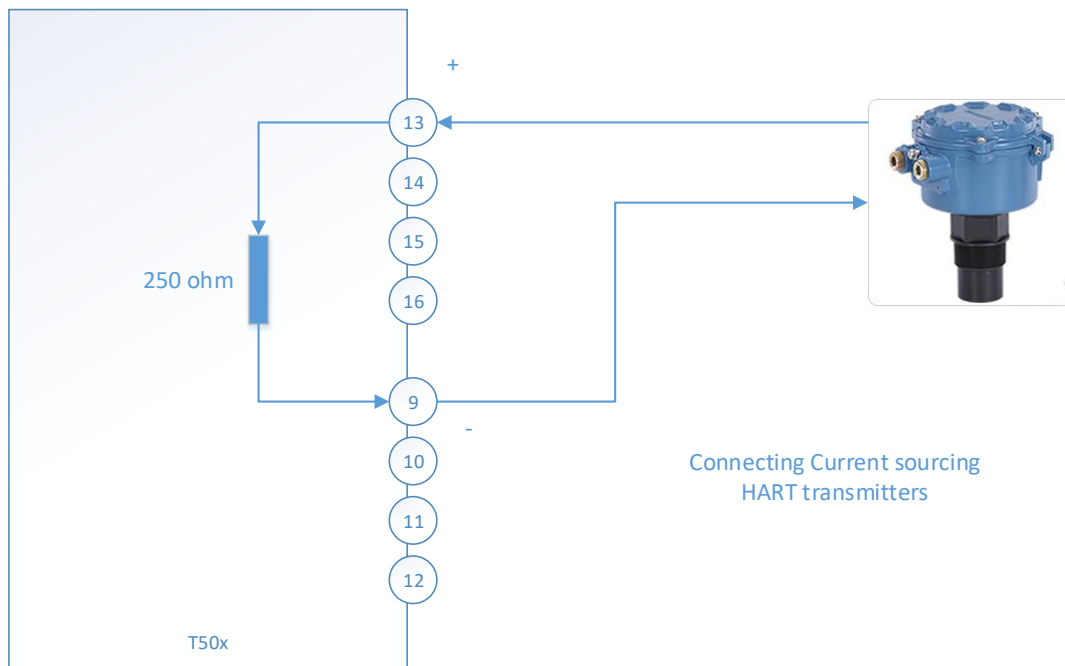 +
13
14
15
250 ohm
16
9
-
10
Connecting Current sourcing
HART transmitters
11
12
T50x